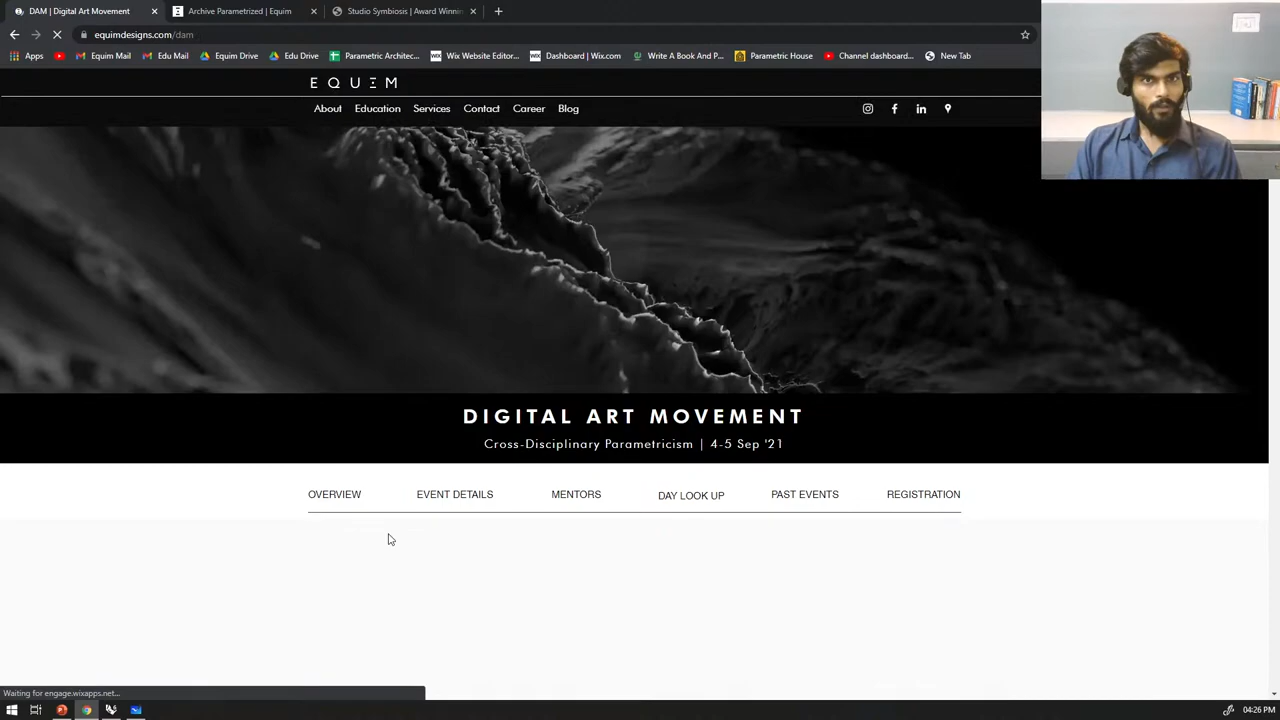 DAM | Digital Art Movement
Archive Parametrized | Equim
Studio Symbiosis | Award Winnin
equimdesigns.com/dam
Apps
Equim Mail
Edu Mail
Equim Drive
Edu Drive
Parametric Architec...
Wix Website Editor...
Dashboard | Wix.com
Write A Book And P...
Parametric House
Channel dashboard...
New Tab
EQUIM
About Education Services Contact Career Blog
DIGITAL ART MOVEMENT
Cross-Disciplinary Parametricism | 4-5 Sep '21
OVERVIEW EVENT DETAILS MENTORS DAY LOOK UP PAST EVENTS REGISTRATION
Waiting for engage.wixapps.net...
04:26 PM